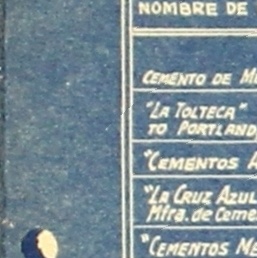 NOMBRE DE
CEMENTO DE
"LA TOLTECA"
TO PORTLAND,
"CEMENTOS A
"LA CRUZ AZUL
Mfra. de Ceme
"CEMENTOS ME